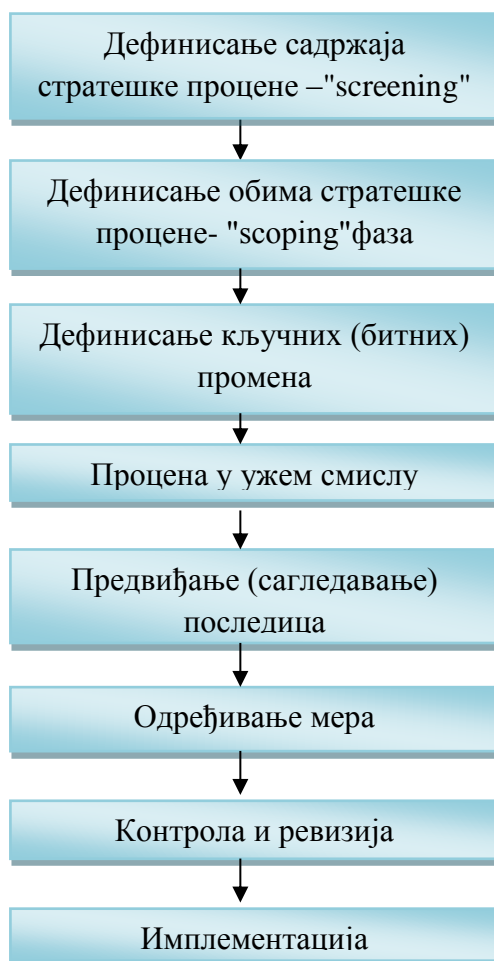 Дефинисање садржаја
стратешке процене –"screening"
Дефинисање обима стратешке
процене- "scoping"фаза
Дефинисање кључних (битних)
промена
Процена у ужем смислу
Предвиђање (сагледавање)
последица
Одређивање мера
Контрола и ревизија
Имплементација